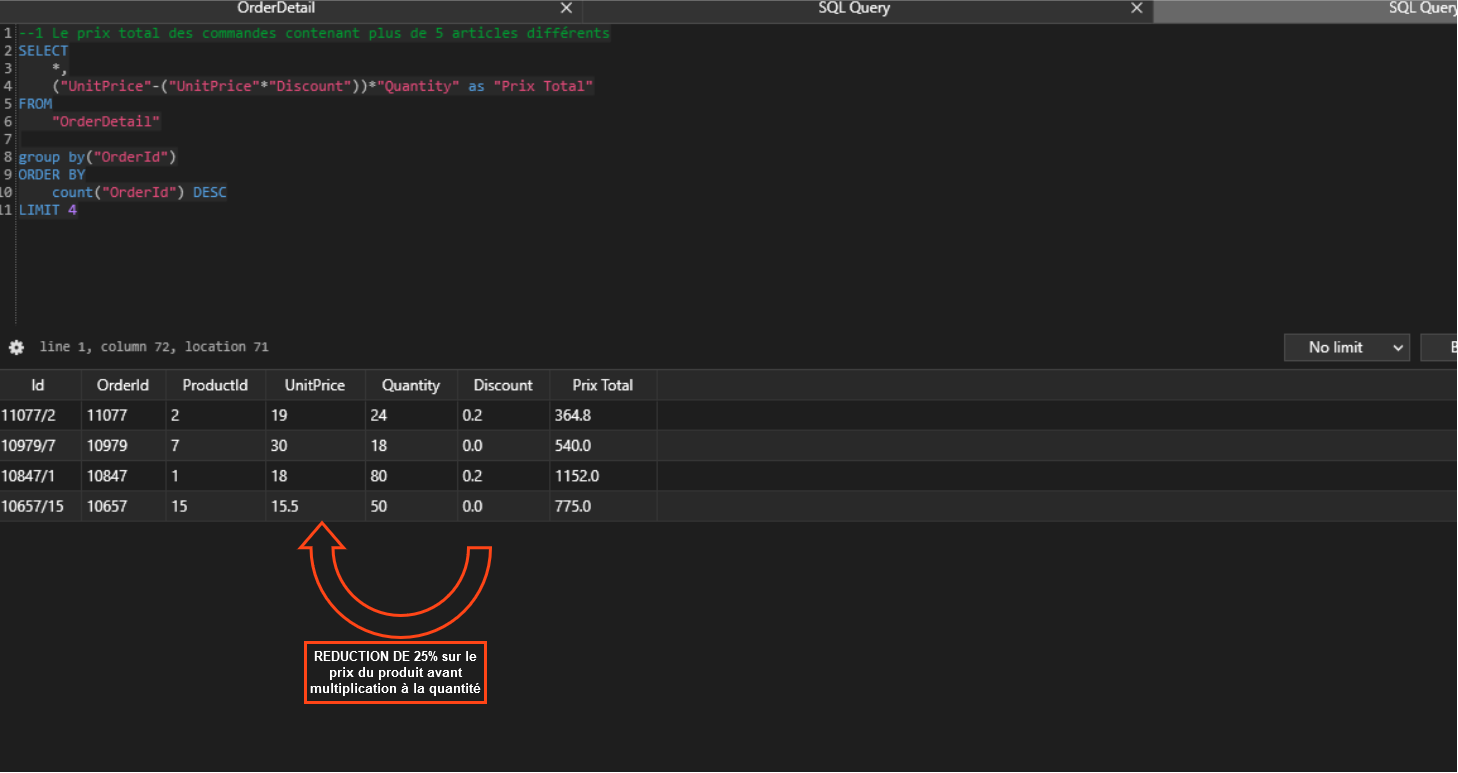 OrderDetail SQL Query SQL Query
1 --1 Le prix total des commandes contenant plus de 5 articles différents
2 SELECT
3 *,
4 ("UnitPrice"-("UnitPrice"*"Discount"))*"Quantity" as "Prix Total"
5 FROM
6 "OrderDetail"
7
8 group by("OrderId")
9 ORDER BY
10 count("OrderId") DESC
11 LIMIT 4
line 1, column 72, location 71 No limit
Id OrderId ProductId UnitPrice Quantity Discount Prix Total
11077/2 11077 2 19 24 0.2 364.8
10979/7 10979 7 30 18 0.0 540.0
10847/1 10847 1 18 80 0.2 1152.0
10657/15 10657 15 15.5 50 0.0 775.0
REDUCTION DE 25% sur le
prix du produit avant
multiplication à la quantité